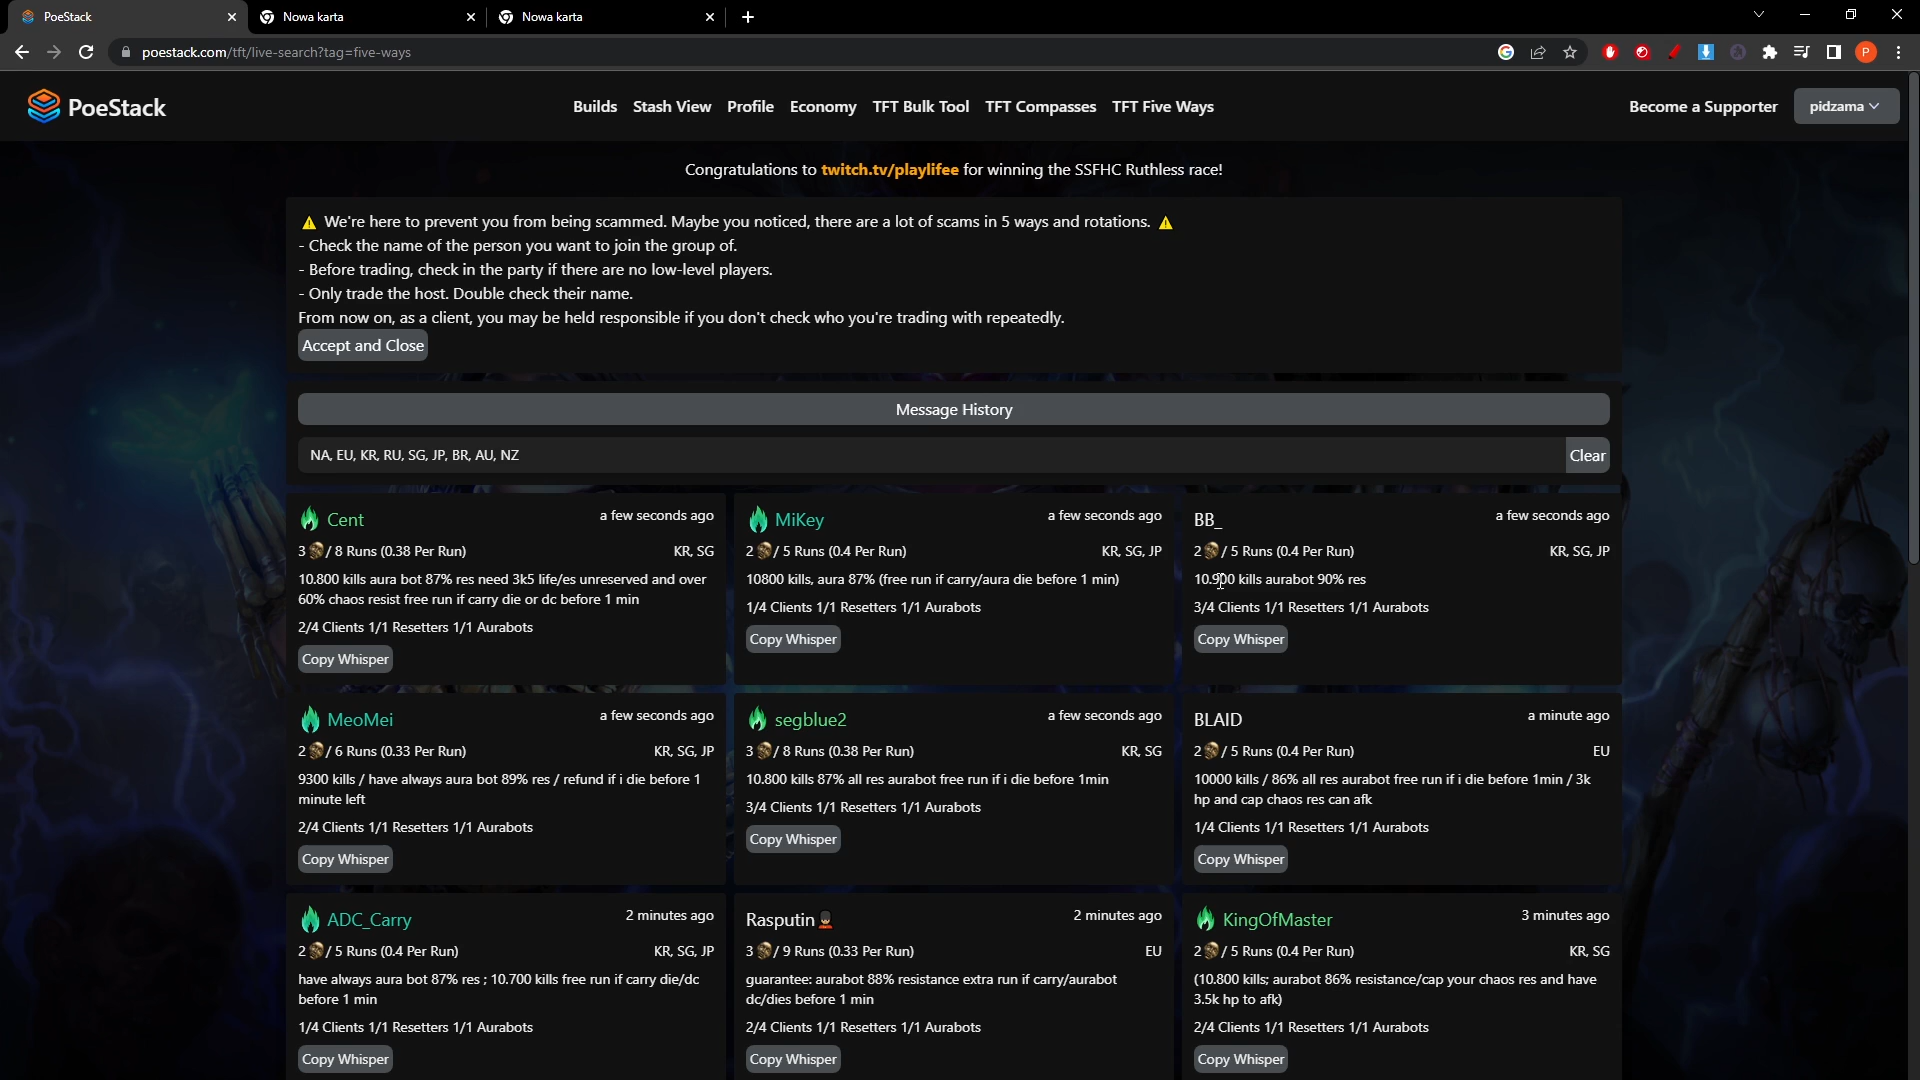 PoeStack
Nowa karta
Nowa karta
poestack.com/tft/live-search?tag=five-ways
P
PoeStack
Builds Stash View Profile Economy TFT Bulk Tool TFT Compasses TFT Five Ways
Become a Supporter
pidzama
Congratulations to twitch.tv/playlifee for winning the SSFHC Ruthless race!
We're here to prevent you from being scammed. Maybe you noticed, there are a lot of scams in 5 ways and rotations.
- Check the name of the person you want to join the group of.
- Before trading, check in the party if there are no low-level players.
- Only trade the host. Double check their name.
From now on, as a client, you may be held responsible if you don't check who you're trading with repeatedly.
Accept and Close
Message History
NA, EU, KR, RU, SG, JP, BR, AU, NZ
Clear
Cent
a few seconds ago
3 / 8 Runs (0.38 Per Run)
KR, SG
10.800 kills aura bot 87% res need 3k5 life/es unreserved and over
60% chaos resist free run if carry die or dc before 1 min
2/4 Clients 1/1 Resetters 1/1 Aurabots
Copy Whisper
MiKey
a few seconds ago
2 / 5 Runs (0.4 Per Run)
KR, SG, JP
10800 kills, aura 87% (free run if carry/aura die before 1 min)
1/4 Clients 1/1 Resetters 1/1 Aurabots
Copy Whisper
BB_
a few seconds ago
2 / 5 Runs (0.4 Per Run)
KR, SG, JP
10.900 kills aurabot 90% res
3/4 Clients 1/1 Resetters 1/1 Aurabots
Copy Whisper
MeoMei
a few seconds ago
2 / 6 Runs (0.33 Per Run)
KR, SG, JP
9300 kills / have always aura bot 89% res / refund if i die before 1
minute left
2/4 Clients 1/1 Resetters 1/1 Aurabots
Copy Whisper
segblue2
a few seconds ago
3 / 8 Runs (0.38 Per Run)
KR, SG
10.800 kills 87% all res aurabot free run if i die before 1min
3/4 Clients 1/1 Resetters 1/1 Aurabots
Copy Whisper
BLAID
a minute ago
2 / 5 Runs (0.4 Per Run)
EU
10000 kills / 86% all res aurabot free run if i die before 1min / 3k
hp and cap chaos res can afk
1/4 Clients 1/1 Resetters 1/1 Aurabots
Copy Whisper
ADC_Carry
2 minutes ago
2 / 5 Runs (0.4 Per Run)
KR, SG, JP
have always aura bot 87% res ; 10.700 kills free run if carry die/dc
before 1 min
1/4 Clients 1/1 Resetters 1/1 Aurabots
Copy Whisper
Rasputin
2 minutes ago
3 / 9 Runs (0.33 Per Run)
EU
guarantee: aurabot 88% resistance extra run if carry/aurabot
dc/dies before 1 min
2/4 Clients 1/1 Resetters 1/1 Aurabots
Copy Whisper
KingOfMaster
3 minutes ago
2 / 5 Runs (0.4 Per Run)
KR, SG
(10.800 kills; aurabot 86% resistance/cap your chaos res and have
3.5k hp to afk)
2/4 Clients 1/1 Resetters 1/1 Aurabots
Copy Whisper